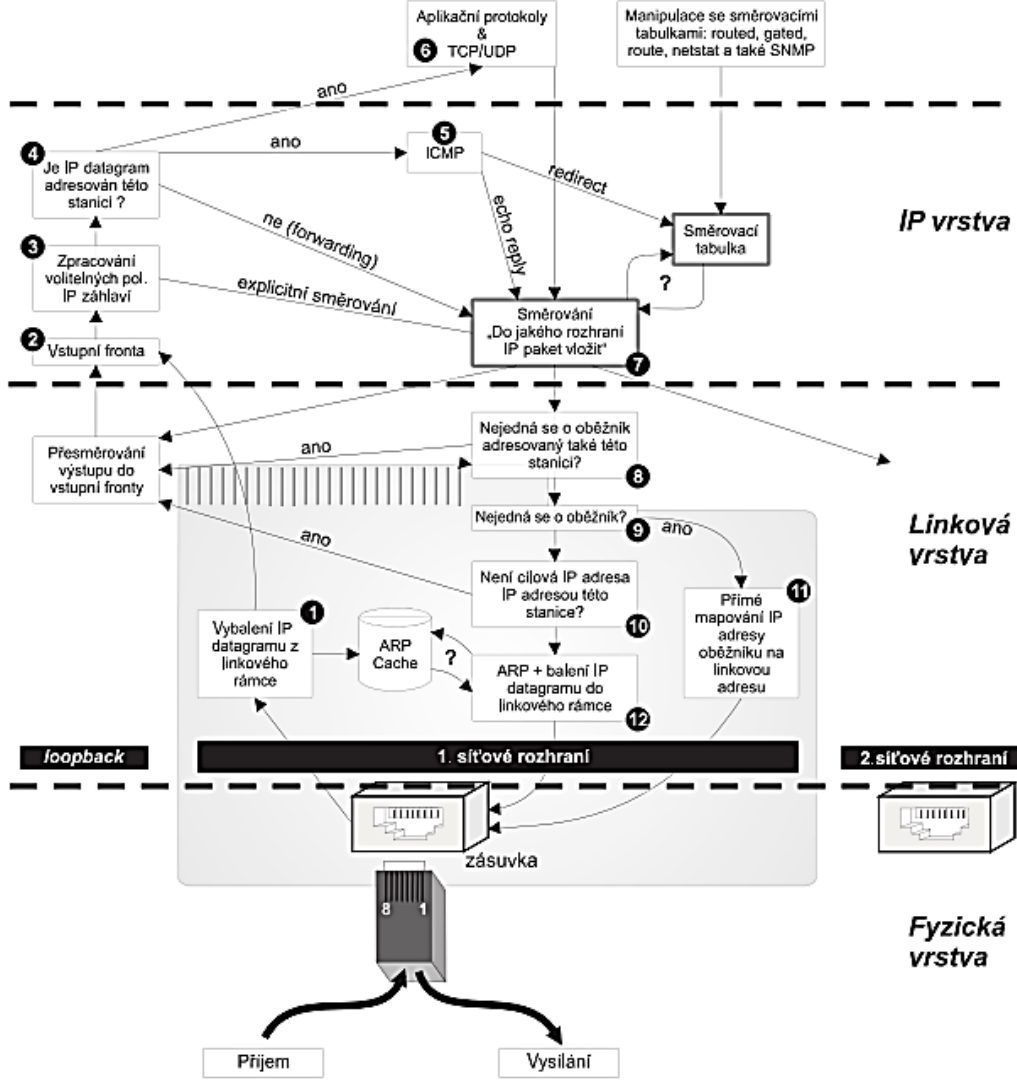 Aplikační protokoly
6 &
TCP/UDP
Manipulace se směrovacími
tabulkami: routed, gated,
route, netstat a také SNMP
ano
ano
5
ICMP
4
Je IP datagram
adresován této
stanici ?
redirect
echo reply
ne (forwarding)
Směrovací
tabulka
IP vrstva
3
Zpracování
volitelných pol.
IP záhlaví
explicitní směrování
?
Směrování
„Do jakého rozhraní
IP paket vložit“
7
2
Vstupní fronta
Nejedná se o oběžník
adresovaný také této
stanici?
8
ano
Přesměrování
výstupu do
vstupní fronty
Nejedná se o oběžník?
9
ano
Linková
vrstva
ano
Není cílová IP adresa
IP adresou této
stanice?
10
11
Přímé
mapování IP
adresy
oběžníku na
linkovou
adresu
1
Vybalení IP
datagramu z
linkového
rámce
ARP
Cache
?
ARP + balení IP
datagramu do
linkového rámce
12
loopback
1. síťové rozhraní
2.síťové rozhraní
zásuvka
8 1
Fyzická
vrstva
Příjem
Vysílání